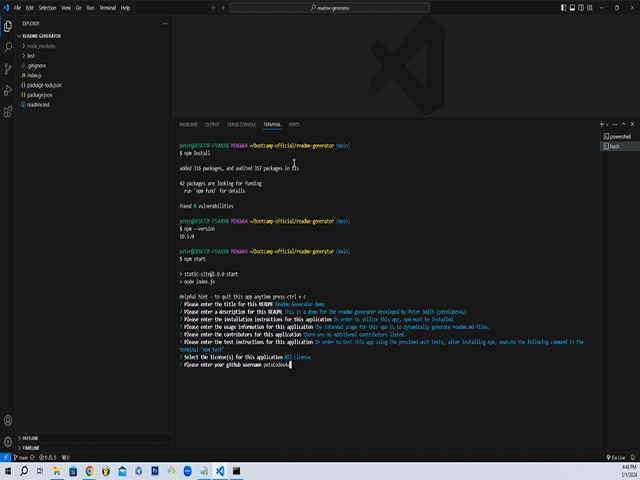 File Edit Selection View Go Run Terminal Help
readme-generator
EXPLORER
README-GENERATOR
node_modules
test
.gitignore
index.js
package-lock.json
package.json
readMe.md
OUTLINE
TIMELINE
PROBLEMS OUTPUT DEBUG CONSOLE TERMINAL PORTS
powershell
bash
MINGW64 ~/bootcamp-official/readme-generator (main)
$ npm install
added 316 packages, and audited 317 packages in
42 packages are looking for funding
run `npm fund` for details
found 0 vulnerabilities
MINGW64 ~/bootcamp-official/readme-generator (main)
$ npm --version
10.5.0
MINGW64 ~/bootcamp-official/readme-generator (main)
$ npm start
> static-site@1.0.0 start
> node index.js
Helpful hint - to quit this app anytime press ctrl + c
? Please enter the title for this README Readme Generator Demo
? Please enter a description for this README This is a demo for the readme generator developed by Peter Smith (peteCodes4u)
? Please enter the installation instructions for this application In order to utilize this app, npm must be installed.
? Please enter the usage information for this applicaiton the intended usage for this app is to dynamically generate readme.md files.
? Please enter the contributors for this application there are no additional contributors listed.
? Please enter the test instructions for this application In order to test this app using the provided unit tests, after installing npm, execute the following command in the
terminal "npm test"
? Select the license(s) for this application MIT License
? Please enter your github username peteCodes4u
main 0 0 0
Go Live
4:43 PM
5/1/2024